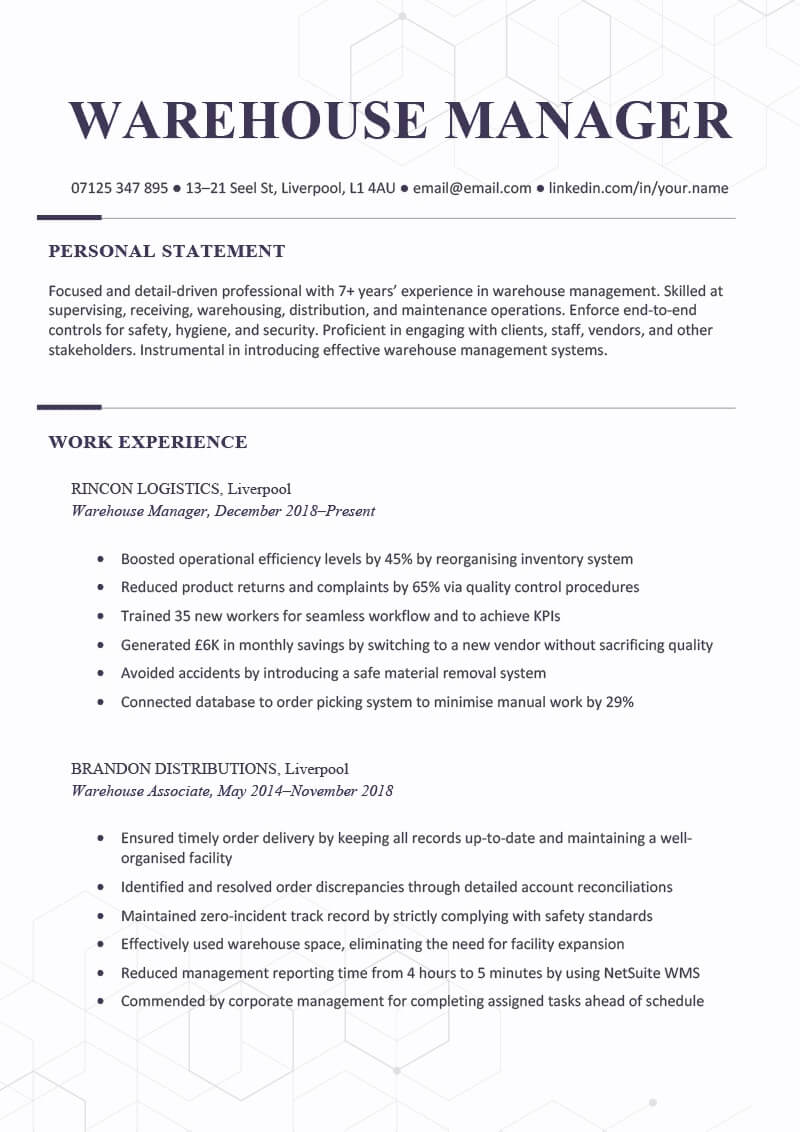 WAREHOUSE MANAGER
07125 347 895 ● 13–21 Seel St, Liverpool, L1 4AU ● email@email.com ● linkedin.com/in/your.name
PERSONAL STATEMENT
Focused and detail-driven professional with 7+ years’ experience in warehouse management. Skilled at
supervising, receiving, warehousing, distribution, and maintenance operations. Enforce end-to-end
controls for safety, hygiene, and security. Proficient in engaging with clients, staff, vendors, and other
stakeholders. Instrumental in introducing effective warehouse management systems.
WORK EXPERIENCE
RINCON LOGISTICS, Liverpool
Warehouse Manager, December 2018–Present
• Boosted operational efficiency levels by 45% by reorganising inventory system
• Reduced product returns and complaints by 65% via quality control procedures
• Trained 35 new workers for seamless workflow and to achieve KPIs
• Generated £6K in monthly savings by switching to a new vendor without sacrificing quality
• Avoided accidents by introducing a safe material removal system
• Connected database to order picking system to minimise manual work by 29%
BRANDON DISTRIBUTIONS, Liverpool
Warehouse Associate, May 2014–November 2018
• Ensured timely order delivery by keeping all records up-to-date and maintaining a well-
organised facility
• Identified and resolved order discrepancies through detailed account reconciliations
• Maintained zero-incident track record by strictly complying with safety standards
• Effectively used warehouse space, eliminating the need for facility expansion
• Reduced management reporting time from 4 hours to 5 minutes by using NetSuite WMS
• Commended by corporate management for completing assigned tasks ahead of schedule